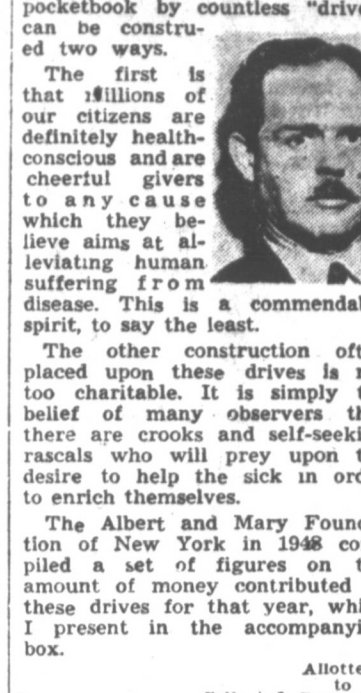 pocketbook by countless "drive
can be constru-
ed two ways.
The first is
that millions of
our citizens are
definitely health-
conscious and are
cheerful givers
to any cause
which they be-
lieve aims at al-
leviating human
suffering from
disease. This is a commendab
spirit, to say the least.
The other construction oft
placed upon these drives is n
too charitable. It is simply t
belief of many observers th
there are crooks and self-seeki
rascals who will prey upon t
desire to help the sick in ord
to enrich themselves.
The Albert and Mary Found
tion of New York in 1948 co
piled a set of figures on t
amount of money contributed
these drives for that year, whi
I present in the accompanyi
box.
Allotte
to